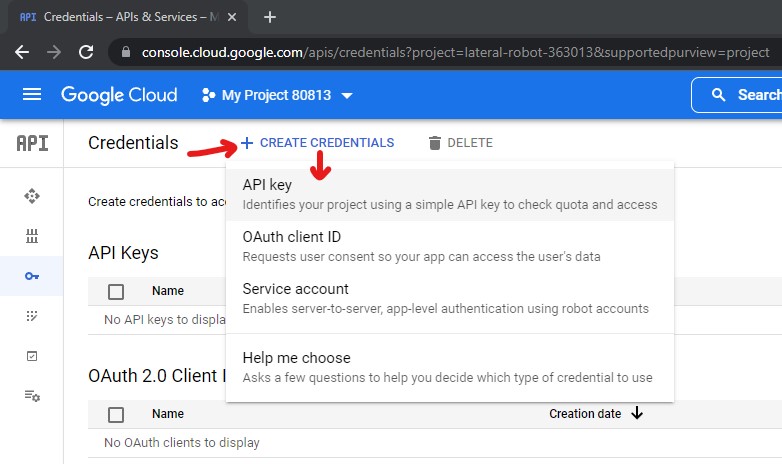 API Credentials – APIs & Services – M
console.cloud.google.com/apis/credentials?project=lateral-robot-363013&supportedpurview=project
Google Cloud My Project 80813 Search
API Credentials + CREATE CREDENTIALS DELETE
API key
Identifies your project using a simple API key to check quota and access
Create credentials to
OAuth client ID
Requests user consent so your app can access the user's data
API Keys
Service account
Enables server-to-server, app-level authentication using robot accounts
Name
No API keys to
Help me choose
Asks a few questions to help you decide which type of credential to use
OAuth 2.0 Client
Name Creation date
No OAuth clients to display